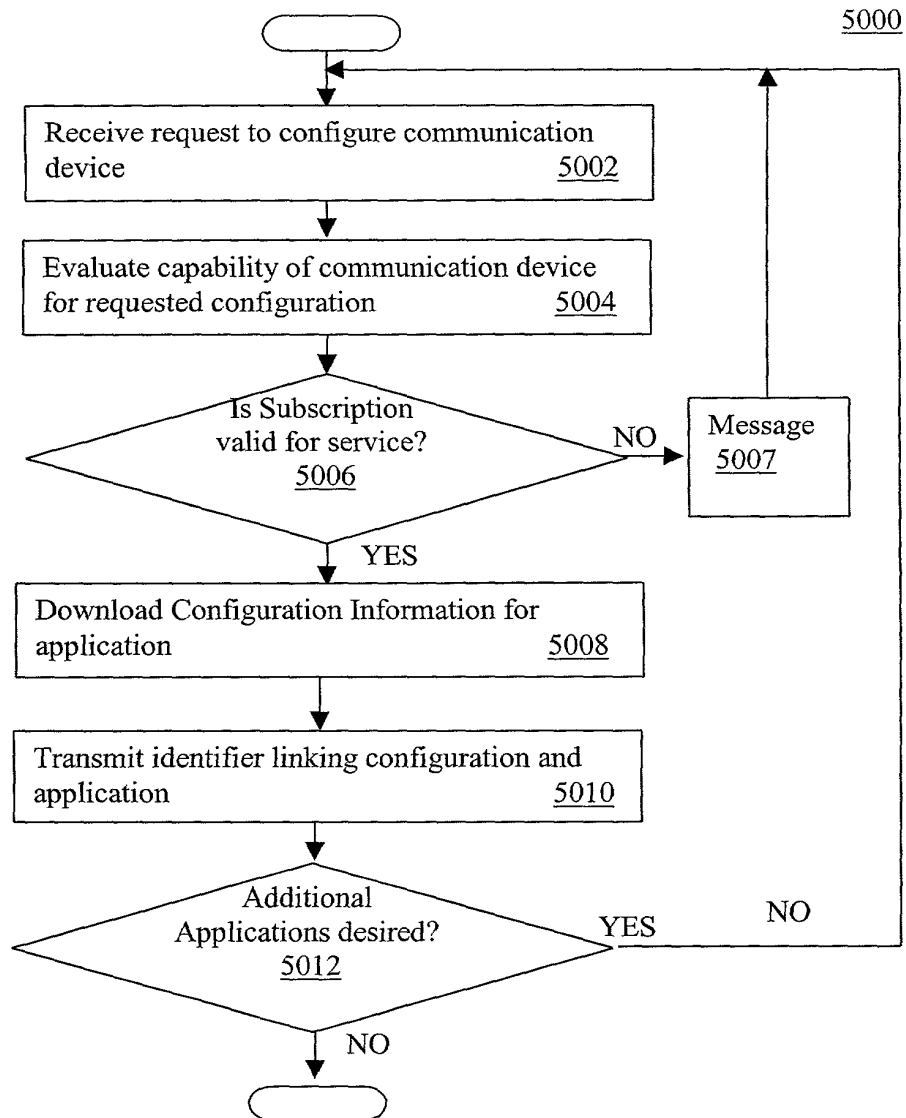 5000
Receive request to configure communication
device 5002
Evaluate capability of communication device
for requested configuration 5004
Is Subscription
valid for service?
5006
NO
Message
5007
YES
Download Configuration Information for
application 5008
Transmit identifier linking configuration and
application 5010
Additional
Applications desired?
5012
YES
NO
NO